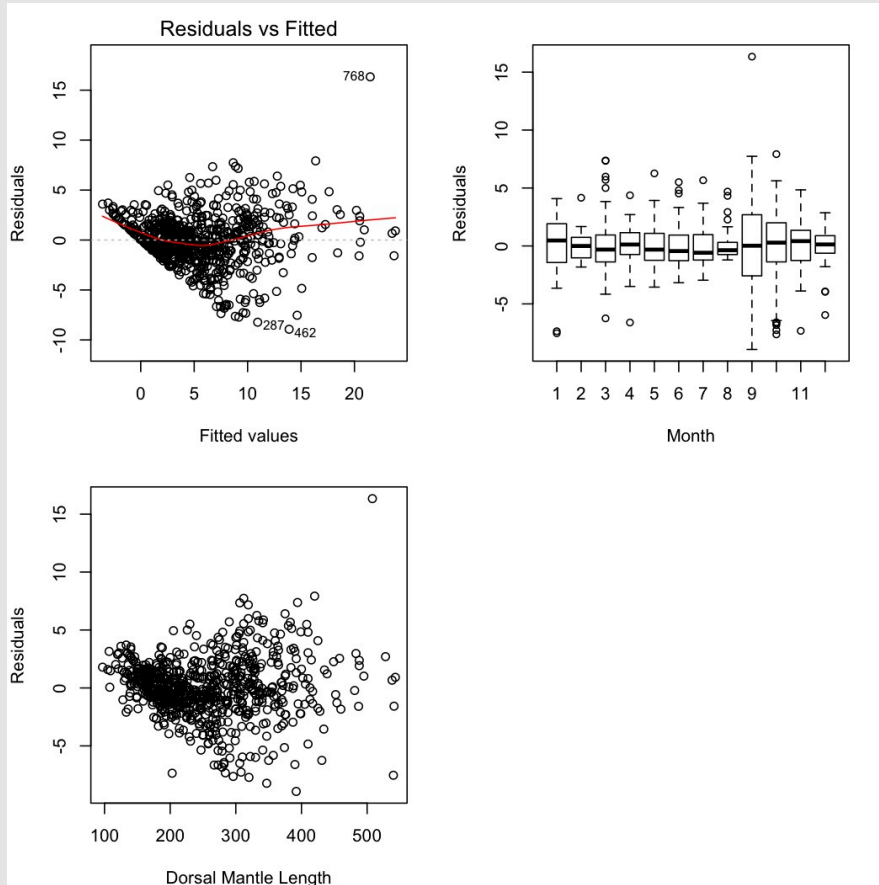 Residuals vs Fitted
Residuals
15
10
5
0
-5
-10
768
287
462
0 5 10 15 20
Fitted values
Residuals
15
10
5
0
-5
1 2 3 4 5 6 7 8 9 11
Month
Residuals
15
10
5
0
-5
100 200 300 400 500
Dorsal Mantle Length